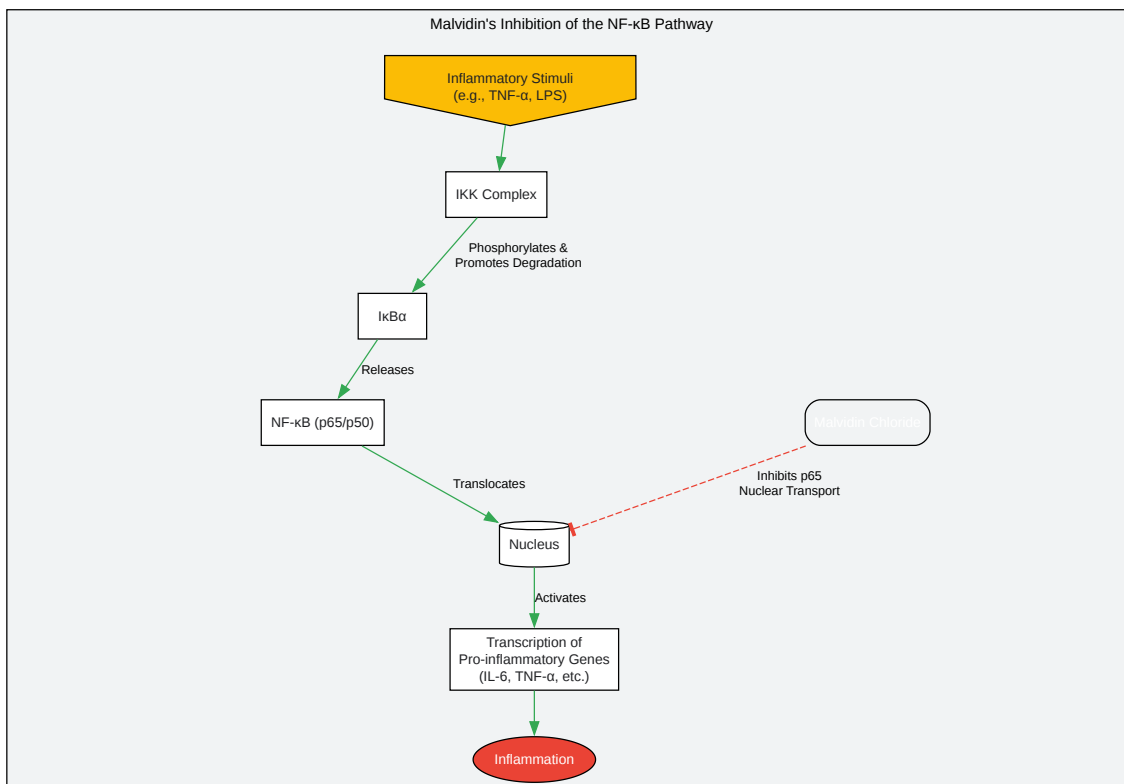 Malvidin's Inhibition of the NF-κB Pathway
Inflammatory Stimuli
(e.g., TNF-α, LPS)
IKK Complex
Phosphorylates &
Promotes Degradation
IκBα
Releases
NF-κB (p65/p50)
Malvidin Chloride
Inhibits p65
Nuclear Transport
Translocates
Nucleus
Activates
Transcription of
Pro-inflammatory Genes
(IL-6, TNF-α, etc.)
Inflammation